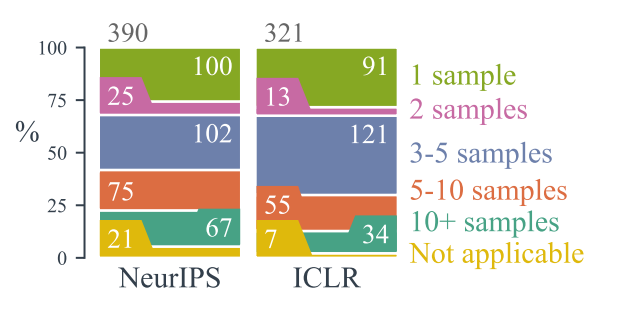 390 321
100 100 91 1 sample
75 25 13 2 samples
% 50 102 121 3-5 samples
25 75 55 5-10 samples
67 34 10+ samples
0 21 7 Not applicable
NeurIPS ICLR